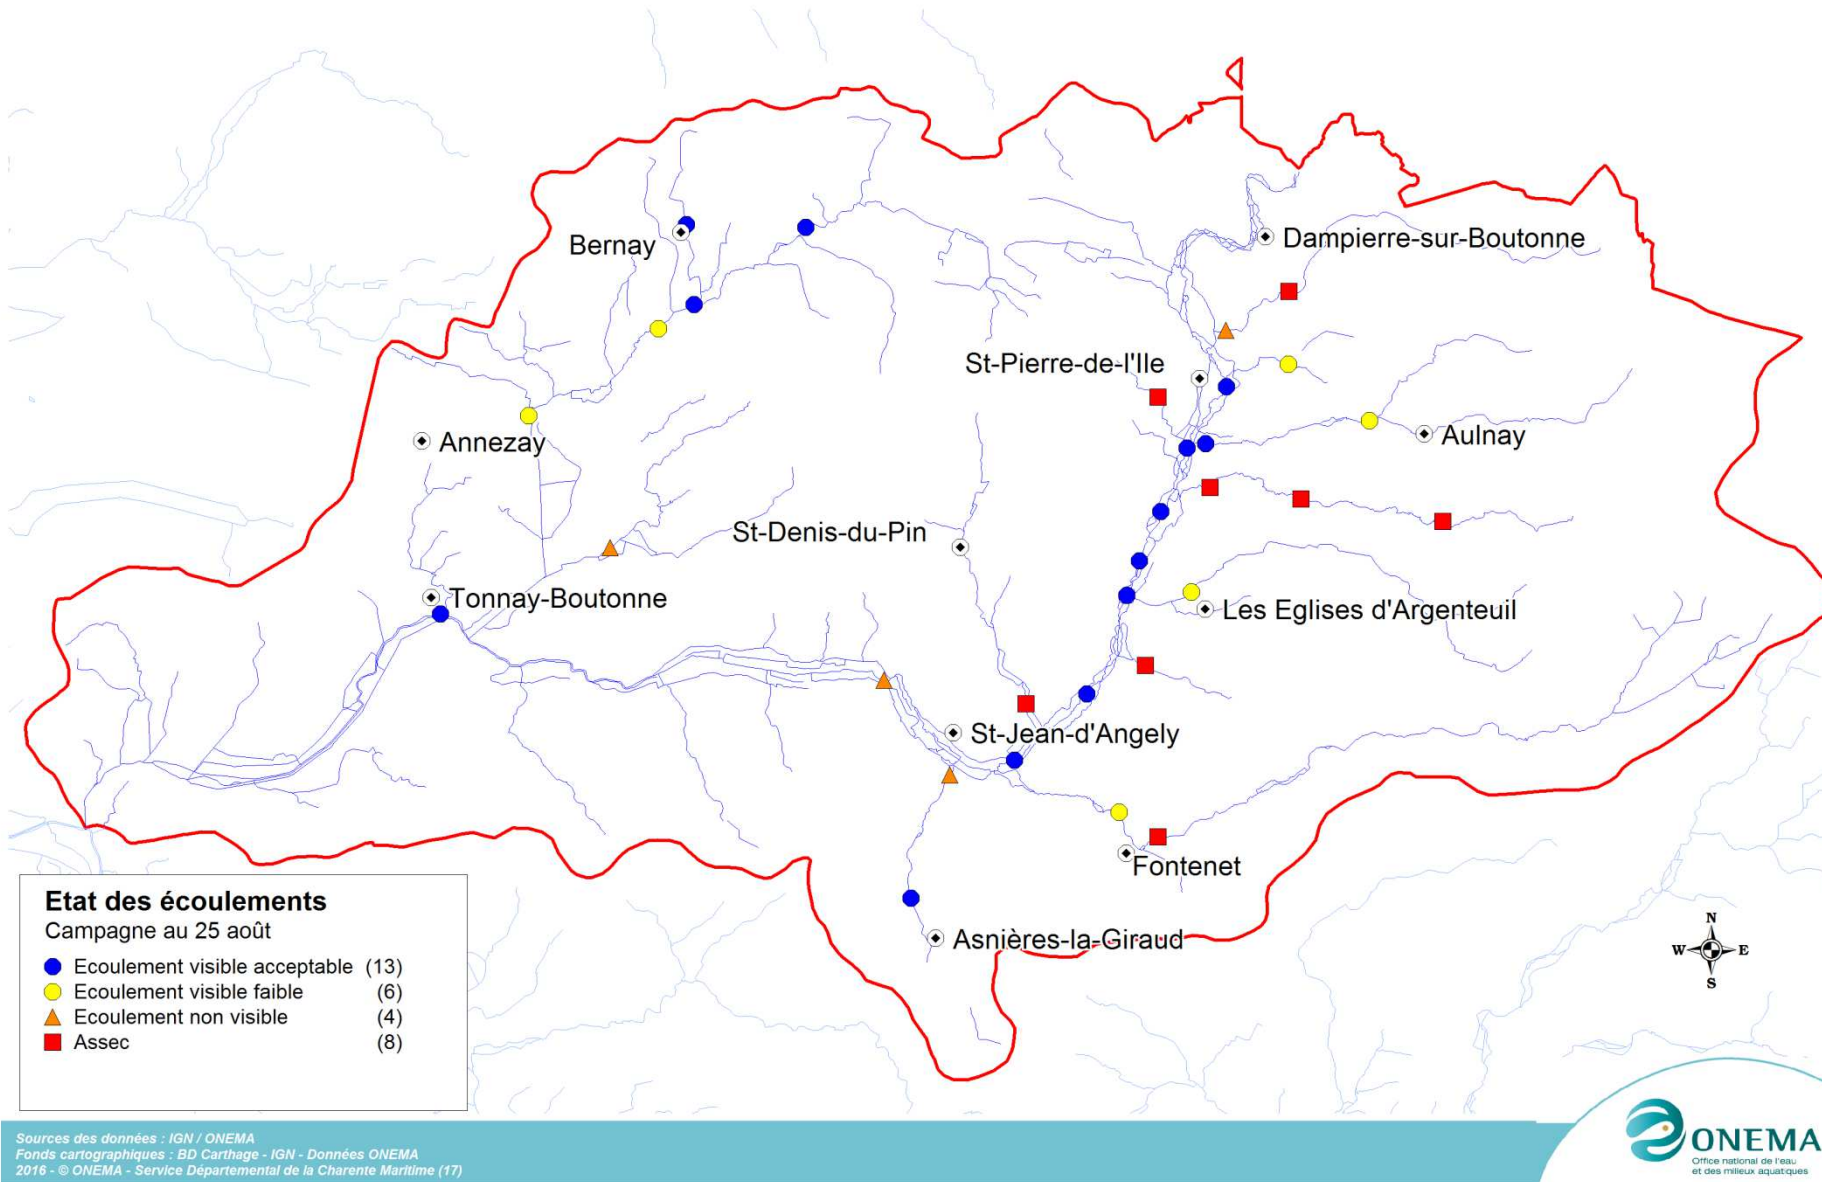 Bernay
Dampierre-sur-Boutonne
St-Pierre-de-l'Ile
Annezay
Aulnay
St-Denis-du-Pin
Tonnay-Boutonne
Les Eglises d'Argenteuil
St-Jean-d'Angely
Fontenet
Asnières-la-Giraud
Etat des écoulements
Campagne au 25 août
Ecoulement visible acceptable (13)
Ecoulement visible faible (6)
Ecoulement non visible (4)
Assec (8)
N
W E
S
Sources des données : IGN / ONEMA
Fonds cartographiques : BD Carthage - IGN - Données ONEMA
2016 - © ONEMA - Service Départemental de la Charente Maritime (17)
ONEMA
Office national de l'eau
et des milieux aquatiques